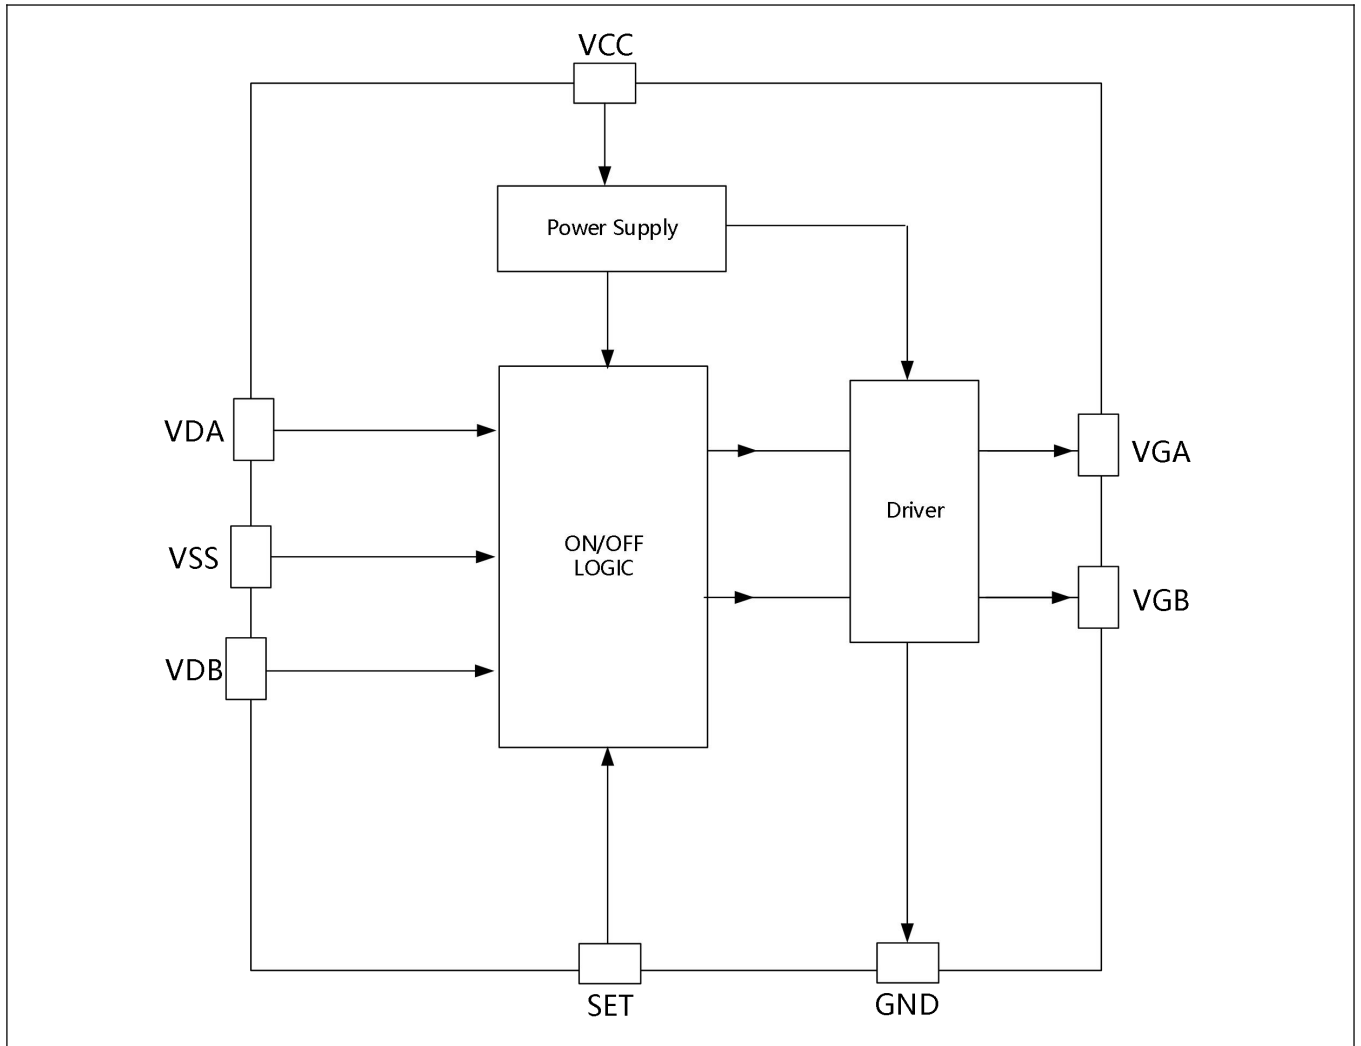 VCC
Power Supply
VDA
VGA
Driver
ON/OFF
LOGIC
VSS
VGB
VDB
SET
GND